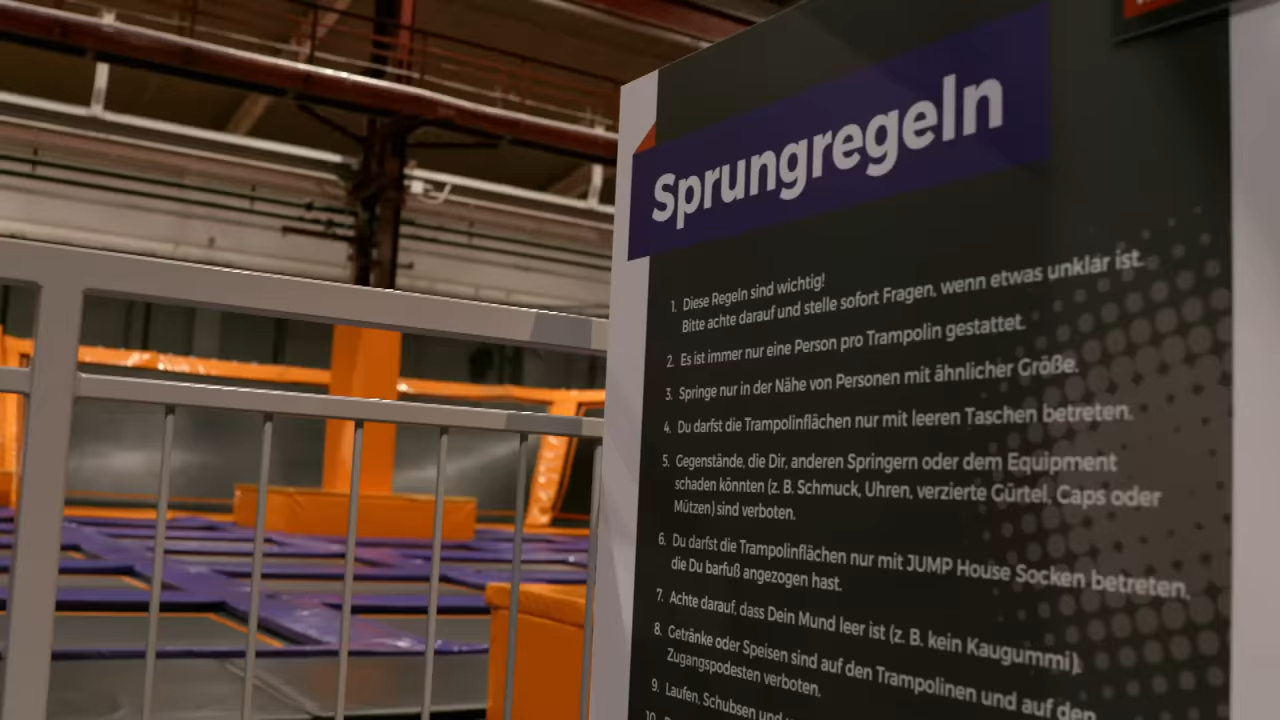 Sprungregeln
1. Diese Regeln sind wichtig!
Bitte achte darauf und stelle sofort Fragen, wenn etwas unklar ist.
2. Es ist immer nur eine Person pro Trampolin gestattet.
3. Springe nur in der Nähe von Personen mit ähnlicher Größe.
4. Du darfst die Trampolinflächen nur mit leeren Taschen betreten.
5. Gegenstände, die Dir, anderen Springern oder dem Equipment
schaden könnten (z. B. Schmuck, Uhren, verzierte Gürtel, Caps oder
Mützen) sind verboten.
6. Du darfst die Trampolinflächen nur mit JUMP House Socken betreten,
die Du barfuß angezogen hast.
7. Achte darauf, dass Dein Mund leer ist (z. B. kein Kaugummi).
8. Getränke oder Speisen sind auf den Trampolinen und auf den
Zugangspodesten verboten.
9. Laufen, Schubsen und
10.